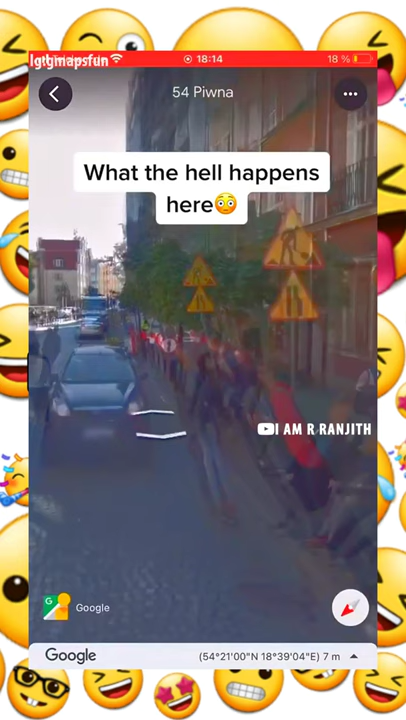 18:14
18 %
54 Piwna
What the hell happens
here😳
I AM R RANJITH
Google
Google
(54°21'00"N 18°39'04"E) 7 m